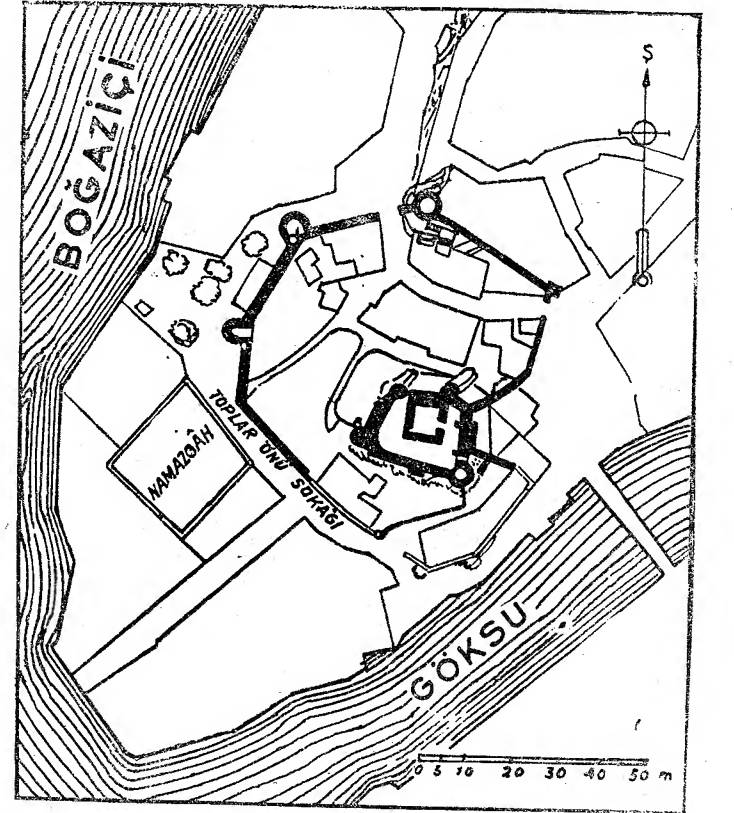 Ş
BOĞAZİÇİ
TOPLAR ÖNÜ SOKAĞI
NAMAZGÂH
GÖKSU
0 5 10 20 30 40 50 m